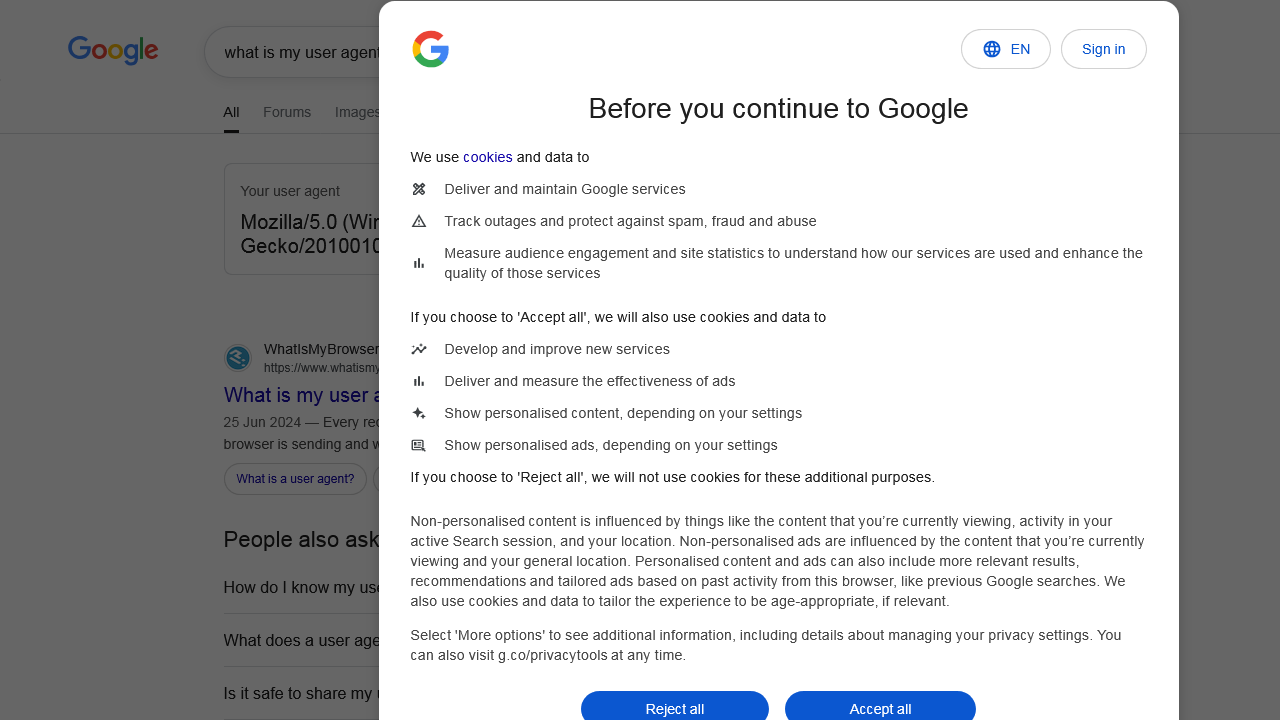 Google
what is my user agent
All
Forums
Images
Your user agent
Mozilla/5.0
Gecko/2010010
WhatIsMyBrowser
https://www.whatismy
What is my user
25 Jun 2024 — Every
browser is sending and
What is a user agent?
People also ask
How do I know my
What does a user
Is it safe to share my
EN
Sign in
Before you continue to Google
We use cookies and data to
Deliver and maintain Google services
Track outages and protect against spam, fraud and abuse
Measure audience engagement and site statistics to understand how our services are used and enhance the
quality of those services
If you choose to 'Accept all', we will also use cookies and data to
Develop and improve new services
Deliver and measure the effectiveness of ads
Show personalised content, depending on your settings
Show personalised ads, depending on your settings
If you choose to 'Reject all', we will not use cookies for these additional purposes.
Non-personalised content is influenced by things like the content that you’re currently viewing, activity in your
active Search session, and your location. Non-personalised ads are influenced by the content that you’re currently
viewing and your general location. Personalised content and ads can also include more relevant results,
recommendations and tailored ads based on past activity from this browser, like previous Google searches. We
also use cookies and data to tailor the experience to be age-appropriate, if relevant.
Select 'More options' to see additional information, including details about managing your privacy settings. You
can also visit g.co/privacytools at any time.
Reject all
Accept all